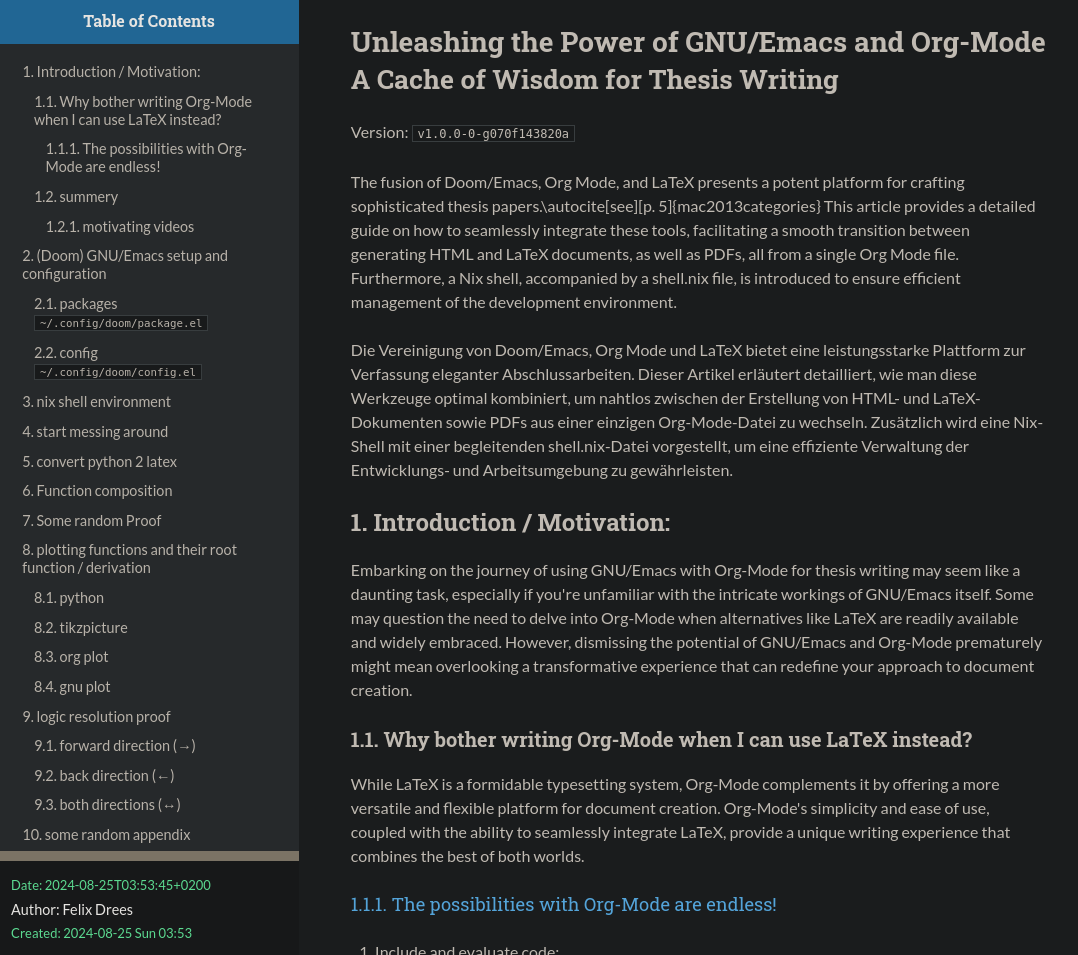 Table of Contents
1. Introduction / Motivation:
1.1. Why bother writing Org-Mode
when I can use LaTeX instead?
1.1.1. The possibilities with Org-
Mode are endless!
1.2. summery
1.2.1. motivating videos
2. (Doom) GNU/Emacs setup and
configuration
2.1. packages
~/.config/doom/package.el
2.2. config
~/.config/doom/config.el
3. nix shell environment
4. start messing around
5. convert python 2 latex
6. Function composition
7. Some random Proof
8. plotting functions and their root
function / derivation
8.1. python
8.2. tikzpicture
8.3. org plot
8.4. gnu plot
9. logic resolution proof
9.1. forward direction (→)
9.2. back direction (←)
9.3. both directions (↔)
10. some random appendix
Date: 2024-08-25T03:53:45+0200
Author: Felix Drees
Created: 2024-08-25 Sun 03:53
Unleashing the Power of GNU/Emacs and Org-Mode
A Cache of Wisdom for Thesis Writing
Version: v1.0.0-0-g070f143820a
The fusion of Doom/Emacs, Org Mode, and LaTeX presents a potent platform for crafting
sophisticated thesis papers.\autocite[see][p. 5]{mac2013categories} This article provides a detailed
guide on how to seamlessly integrate these tools, facilitating a smooth transition between
generating HTML and LaTeX documents, as well as PDFs, all from a single Org Mode file.
Furthermore, a Nix shell, accompanied by a shell.nix file, is introduced to ensure efficient
management of the development environment.
Die Vereinigung von Doom/Emacs, Org Mode und LaTeX bietet eine leistungsstarke Plattform zur
Verfassung eleganter Abschlussarbeiten. Dieser Artikel erläutert detailliert, wie man diese
Werkzeuge optimal kombiniert, um nahtlos zwischen der Erstellung von HTML- und LaTeX-
Dokumenten sowie PDFs aus einer einzigen Org-Mode-Datei zu wechseln. Zusätzlich wird eine Nix-
Shell mit einer begleitenden shell.nix-Datei vorgestellt, um eine effiziente Verwaltung der
Entwicklungs- und Arbeitsumgebung zu gewährleisten.
1. Introduction / Motivation:
Embarking on the journey of using GNU/Emacs with Org-Mode for thesis writing may seem like a
daunting task, especially if you're unfamiliar with the intricate workings of GNU/Emacs itself. Some
may question the need to delve into Org-Mode when alternatives like LaTeX are readily available
and widely embraced. However, dismissing the potential of GNU/Emacs and Org-Mode prematurely
might mean overlooking a transformative experience that can redefine your approach to document
creation.
1.1. Why bother writing Org-Mode when I can use LaTeX instead?
While LaTeX is a formidable typesetting system, Org-Mode complements it by offering a more
versatile and flexible platform for document creation. Org-Mode's simplicity and ease of use,
coupled with the ability to seamlessly integrate LaTeX, provide a unique writing experience that
combines the best of both worlds.
1.1.1. The possibilities with Org-Mode are endless!
1. Include and evaluate code: